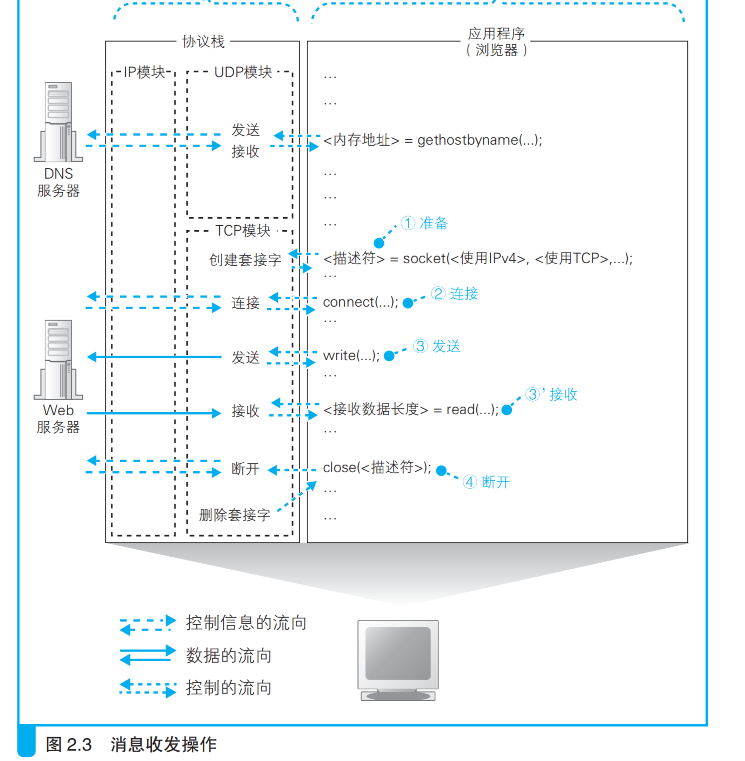 协议栈
应用程序
（浏览器）
IP模块
UDP模块
…
…
发送
接收
<内存地址> = gethostbyname(...);
DNS
服务器
…
…
…
① 准备
TCP模块
创建套接字
<描述符> = socket(<使用IPv4>, <使用TCP>,...);
…
② 连接
连接
connect(...);
…
③ 发送
发送
write(...);
…
③’接收
Web
服务器
接收
<接收数据长度> = read(...);
…
断开
close(<描述符>);
④ 断开
…
删除套接字
…
控制信息的流向
数据的流向
控制的流向
图 2.3 消息收发操作